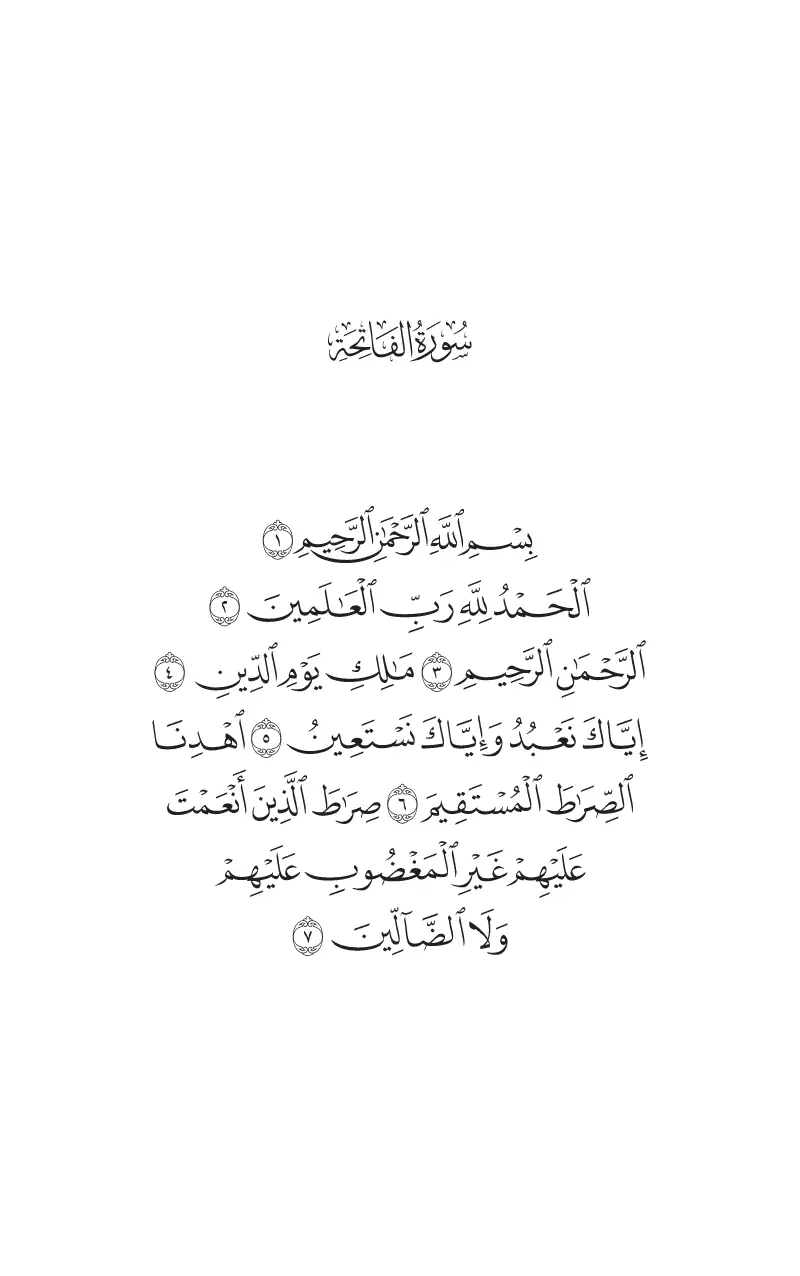 سُورَةُ الفَاتِحَةِ
بِسْمِ ٱللَّهِ ٱلرَّحْمَٰنِ ٱلرَّحِيمِ ١
ٱلْحَمْدُ لِلَّهِ رَبِّ ٱلْعَٰلَمِينَ ٢
ٱلرَّحْمَٰنِ ٱلرَّحِيمِ ٣ مَٰلِكِ يَوْمِ ٱلدِّينِ ٤
إِيَّاكَ نَعْبُدُ وَإِيَّاكَ نَسْتَعِينُ ٥ ٱهْدِنَا
ٱلصِّرَٰطَ ٱلْمُسْتَقِيمَ ٦ صِرَٰطَ ٱلَّذِينَ أَنْعَمْتَ
عَلَيْهِمْ غَيْرِ ٱلْمَغْضُوبِ عَلَيْهِمْ
وَلَا ٱلضَّآلِّينَ ٧